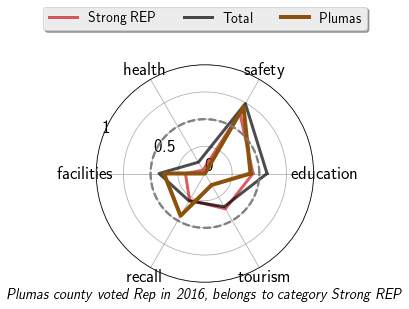 Strong REP Total Plumas
health safety
1
0.5
0
facilities education
recall tourism
Plumas county voted Rep in 2016, belongs to category Strong REP